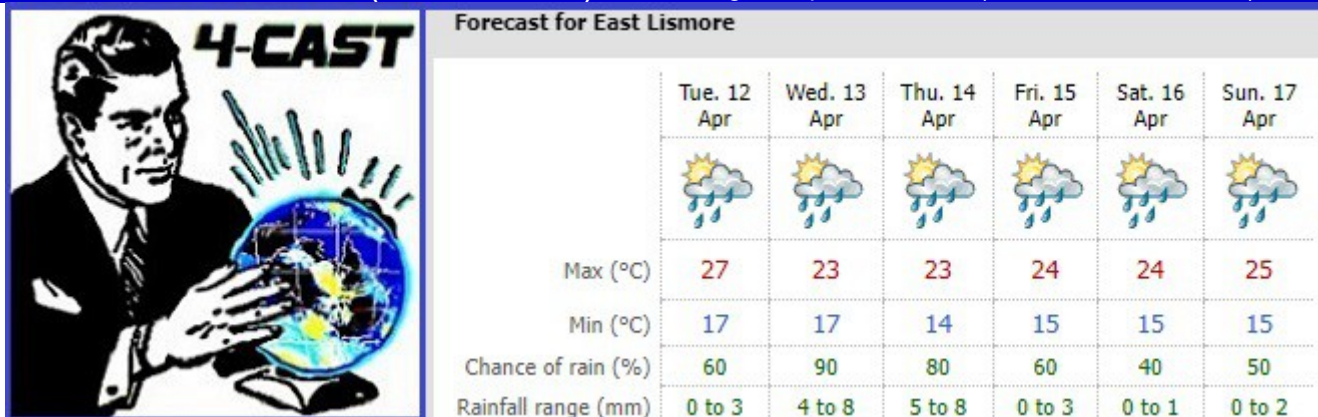 4-CAST
Forecast for East Lismore
Tue. 12 Wed. 13 Thu. 14 Fri. 15 Sat. 16 Sun. 17
Apr Apr Apr Apr Apr Apr
Max (°C) 27 23 23 24 24 25
Min (°C) 17 17 14 15 15 15
Chance of rain (%) 60 90 80 60 40 50
Rainfall range (mm) 0 to 3 4 to 8 5 to 8 0 to 3 0 to 1 0 to 2